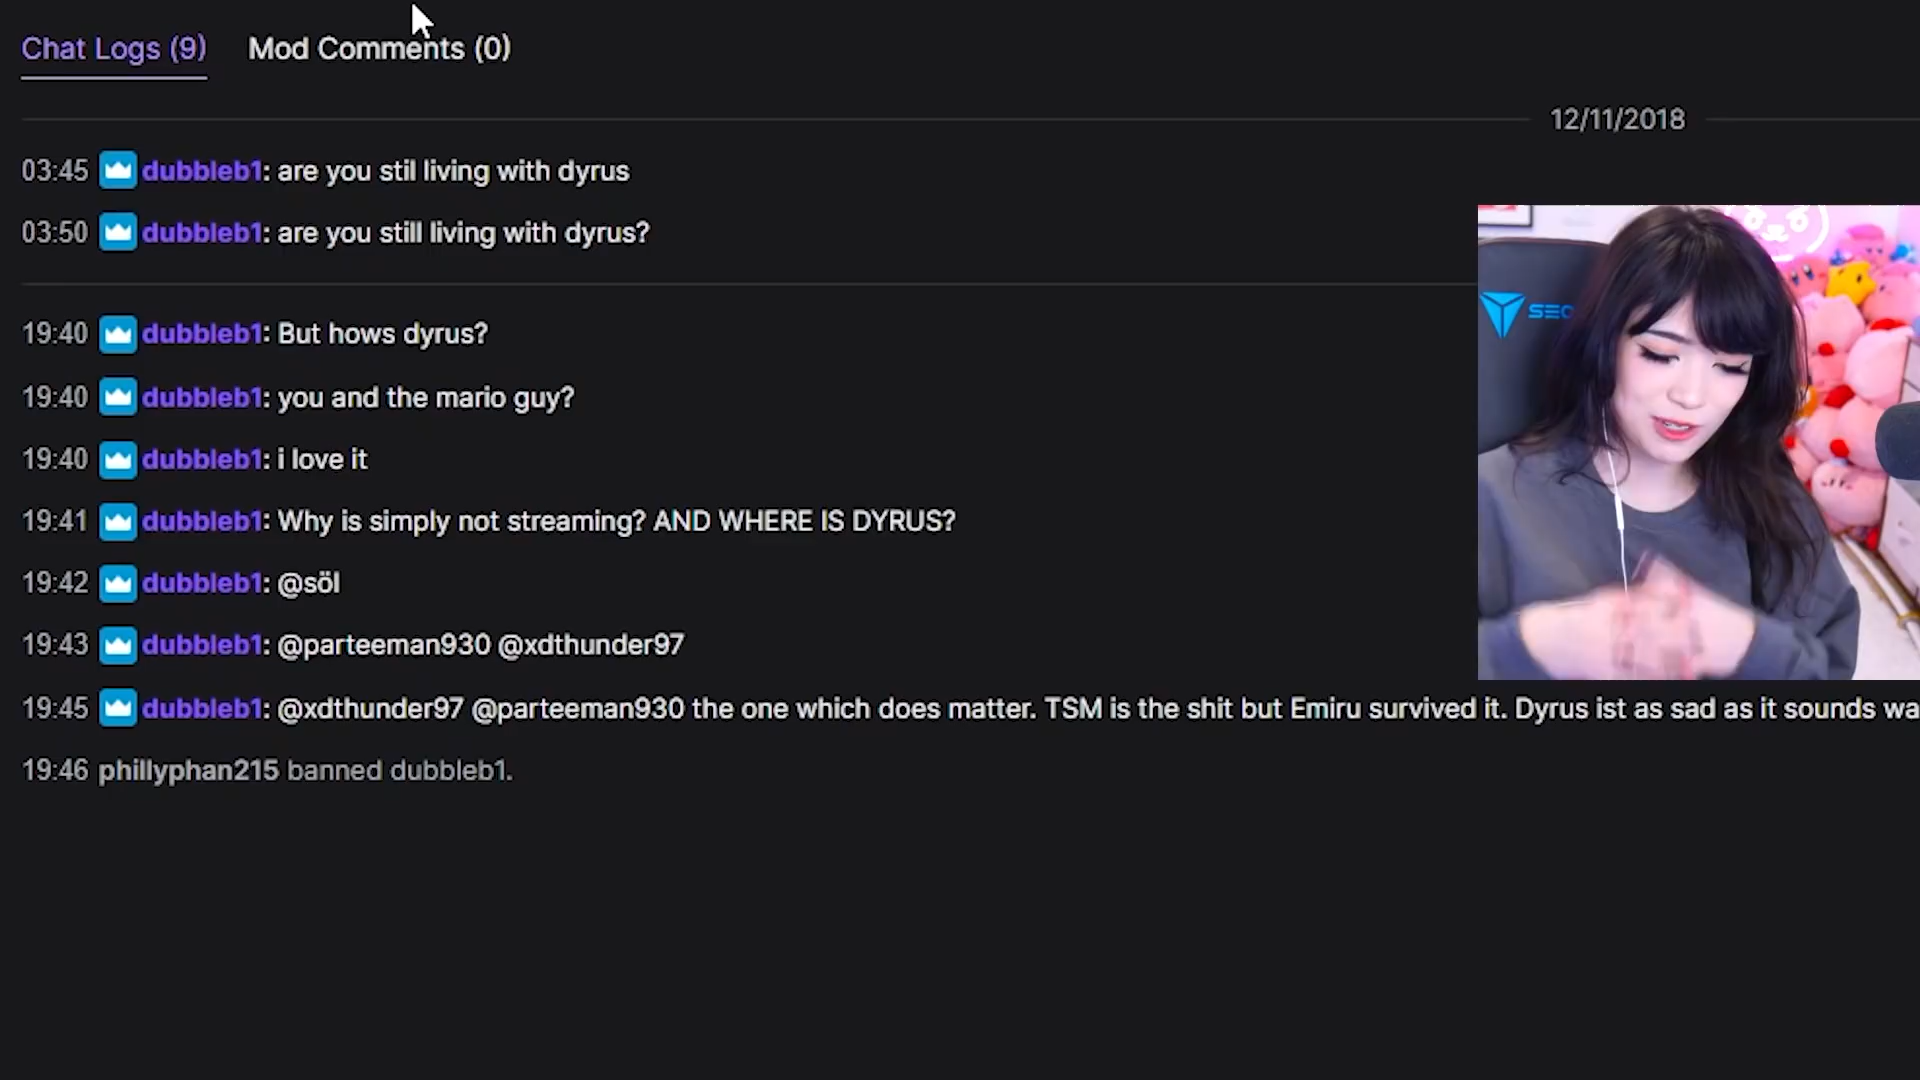 Chat Logs (9) Mod Comments (0)
12/11/2018
03:45 dubbleb1: are you stil living with dyrus
03:50 dubbleb1: are you still living with dyrus?
19:40 dubbleb1: But hows dyrus?
19:40 dubbleb1: you and the mario guy?
19:40 dubbleb1: i love it
19:41 dubbleb1: Why is simply not streaming? AND WHERE IS DYRUS?
19:42 dubbleb1: @söl
19:43 dubbleb1: @parteeman930 @xdthunder97
19:45 dubbleb1: @xdthunder97 @parteeman930 the one which does matter. TSM is the shit but Emiru survived it. Dyrus ist as sad as it sounds wa
19:46 phillyphan215 banned dubbleb1.
SEC